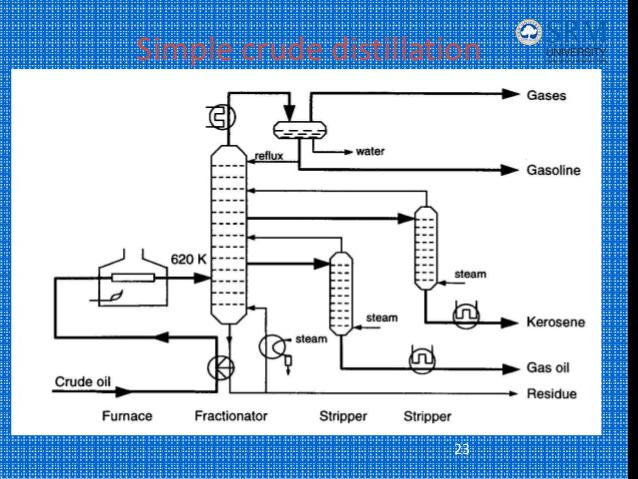 Simple crude distillation
SRM
UNIVERSITY
Gases
water
reflux
Gasoline
620 K
steam
steam
Kerosene
steam
Gas oil
Crude oil
Residue
Furnace Fractionator Stripper Stripper
23